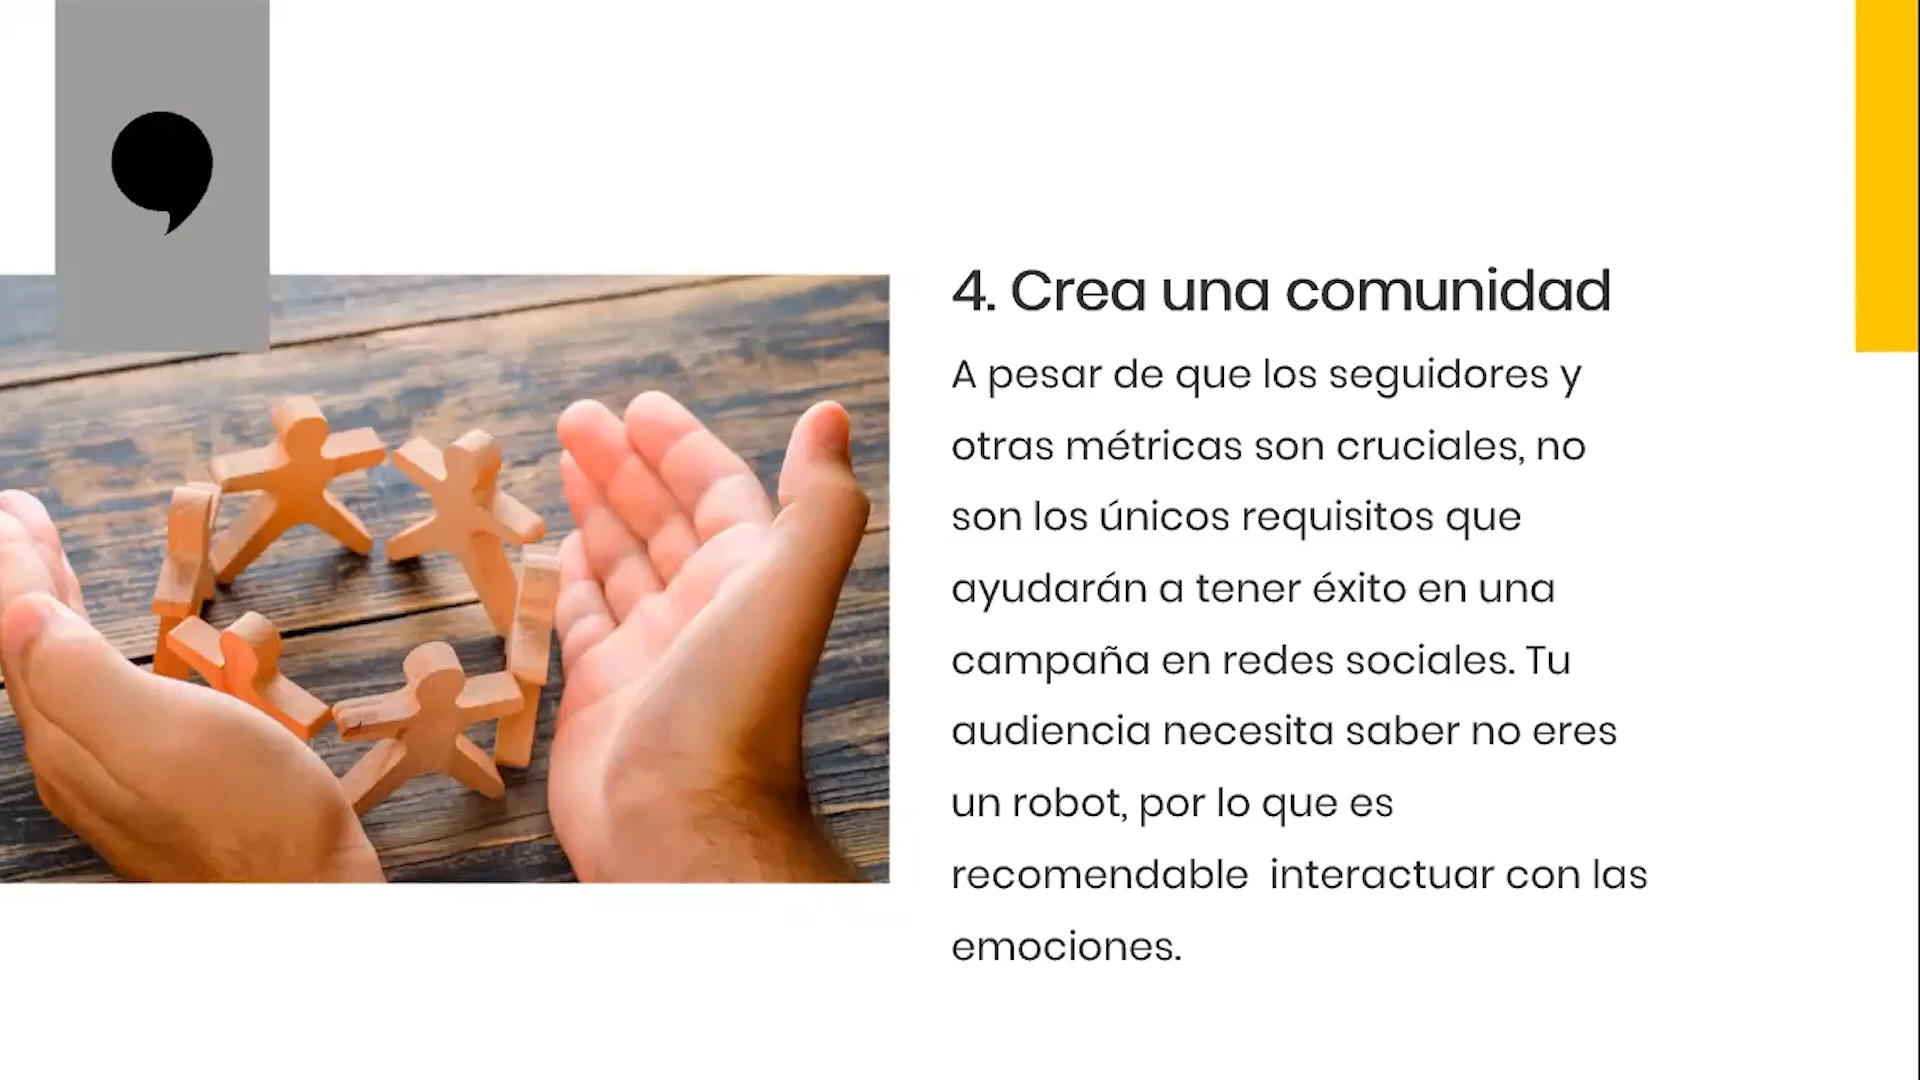 4. Crea una comunidad
A pesar de que los seguidores y
otras métricas son cruciales, no
son los únicos requisitos que
ayudarán a tener éxito en una
campaña en redes sociales. Tu
audiencia necesita saber no eres
un robot, por lo que es
recomendable  interactuar con las
emociones.